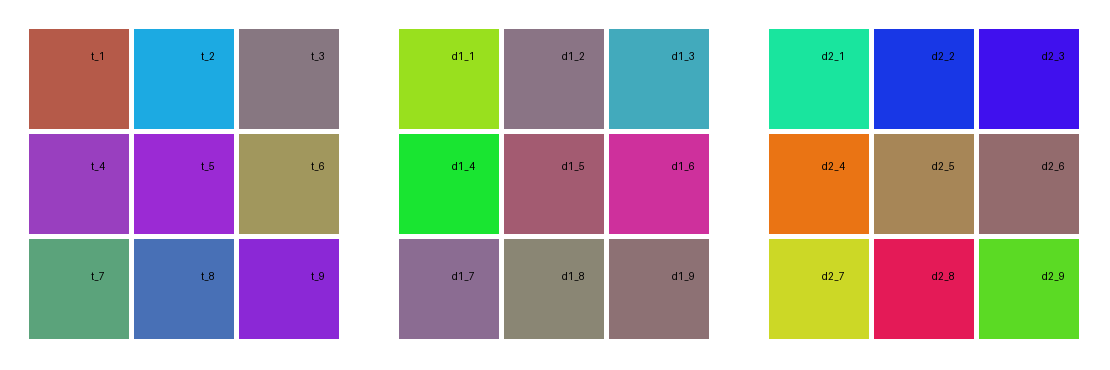 t_1 t_2 t_3 d1_1 d1_2 d1_3 d2_1 d2_2 d2_3
t_4 t_5 t_6 d1_4 d1_5 d1_6 d2_4 d2_5 d2_6
t_7 t_8 t_9 d1_7 d1_8 d1_9 d2_7 d2_8 d2_9